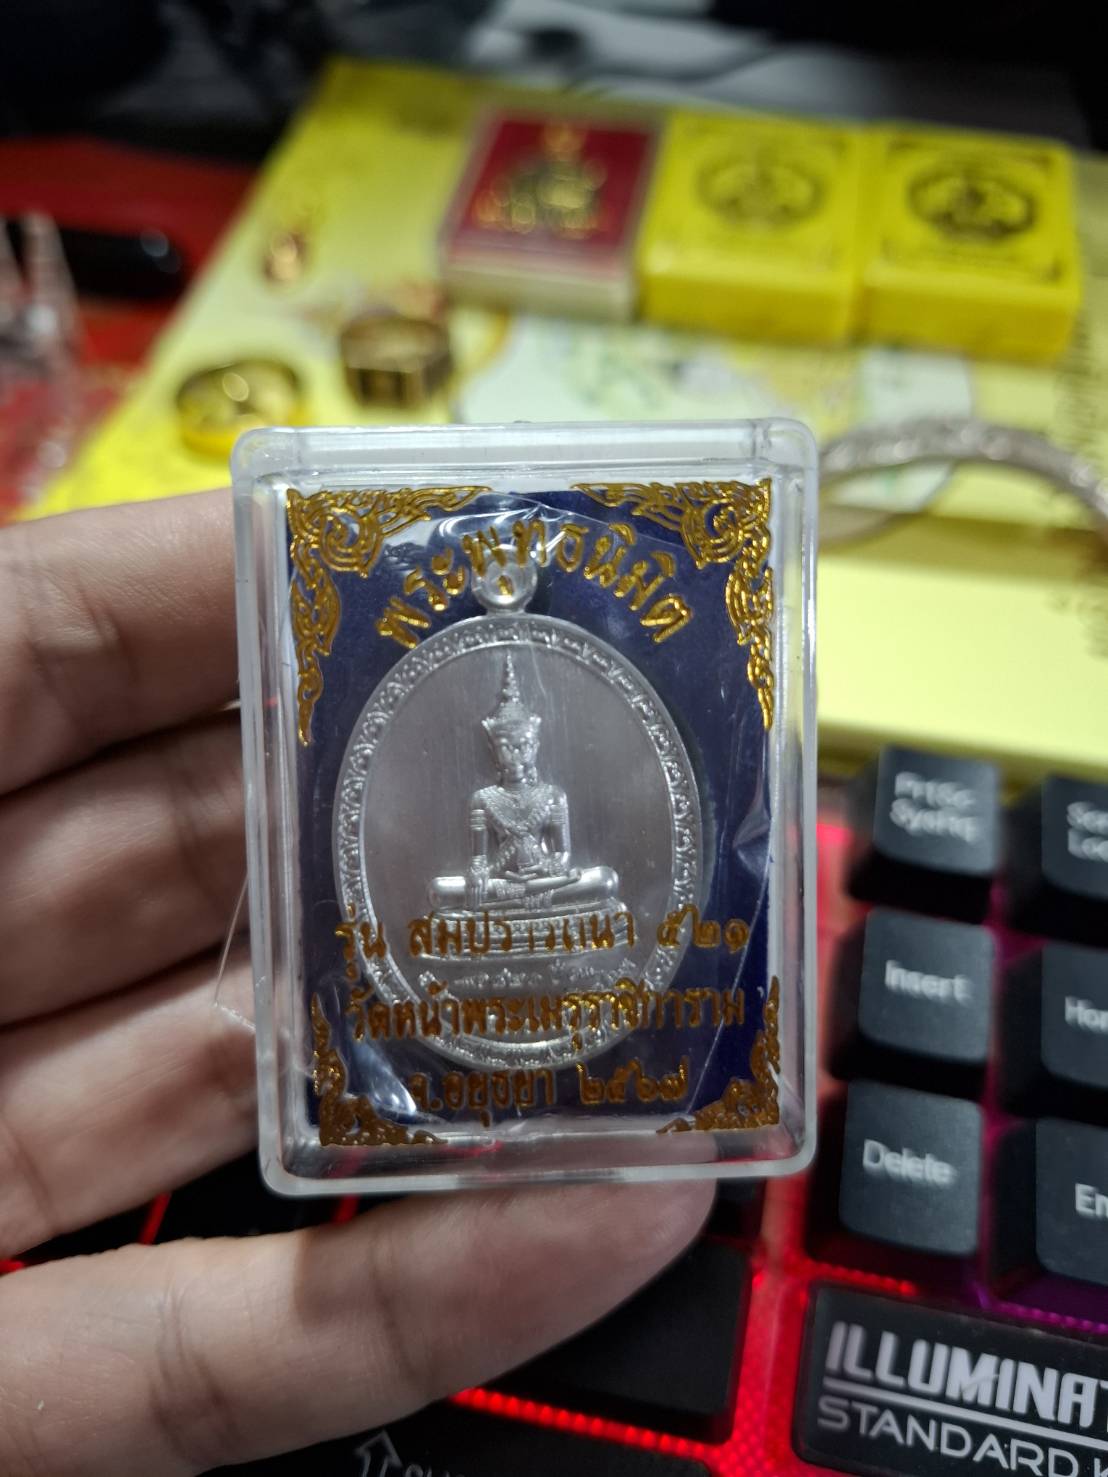 พระพุทธนิมิต
รุ่น สมปรารถนา ๕๒๑
วัดหน้าพระเมรุราชิการาม
จ.อยุธยา ๒๕๖๗
PrtSc
SysRq
Insert
Delete
ILLUMINAT
STANDARD K